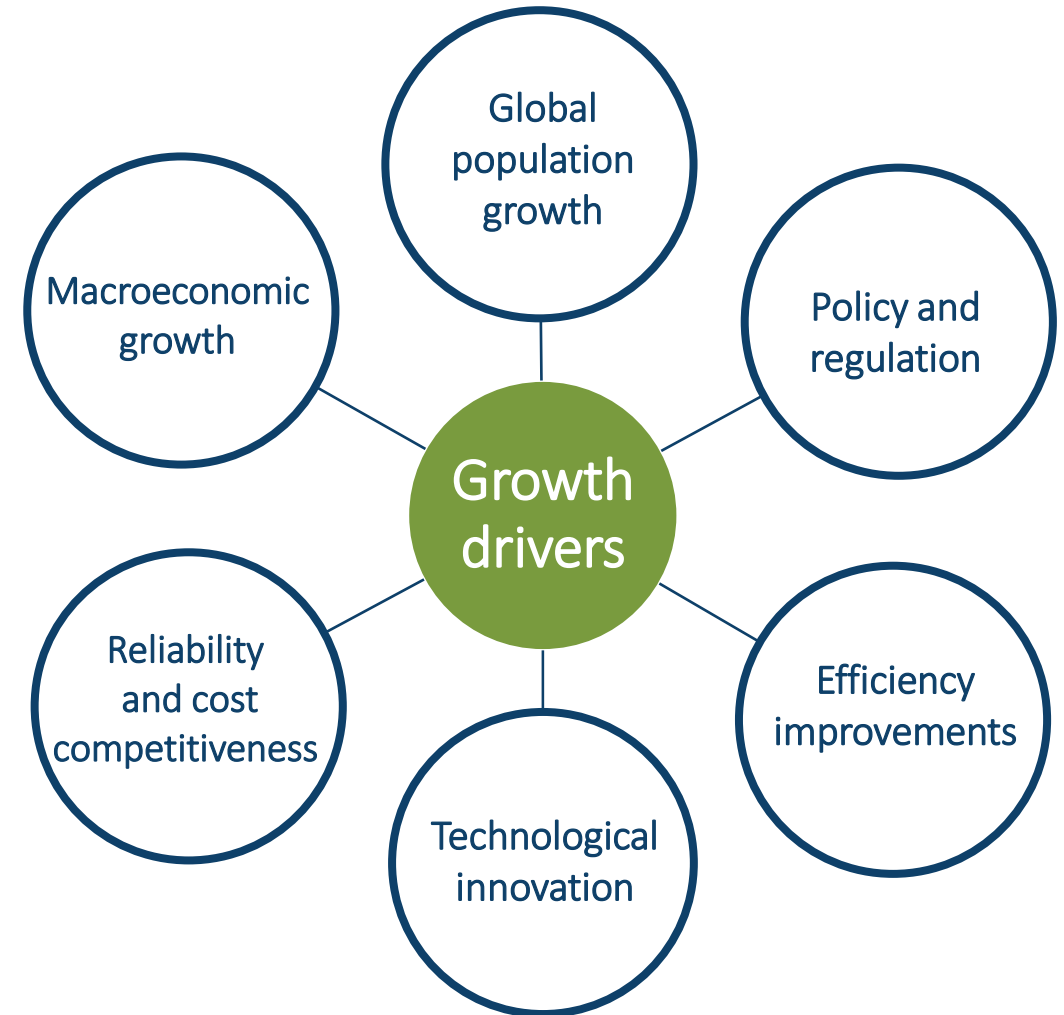 Global
population
growth
Macroeconomic
growth
Policy and
regulation
Growth
drivers
Reliability
and cost
competitiveness
Efficiency
improvements
Technological
innovation